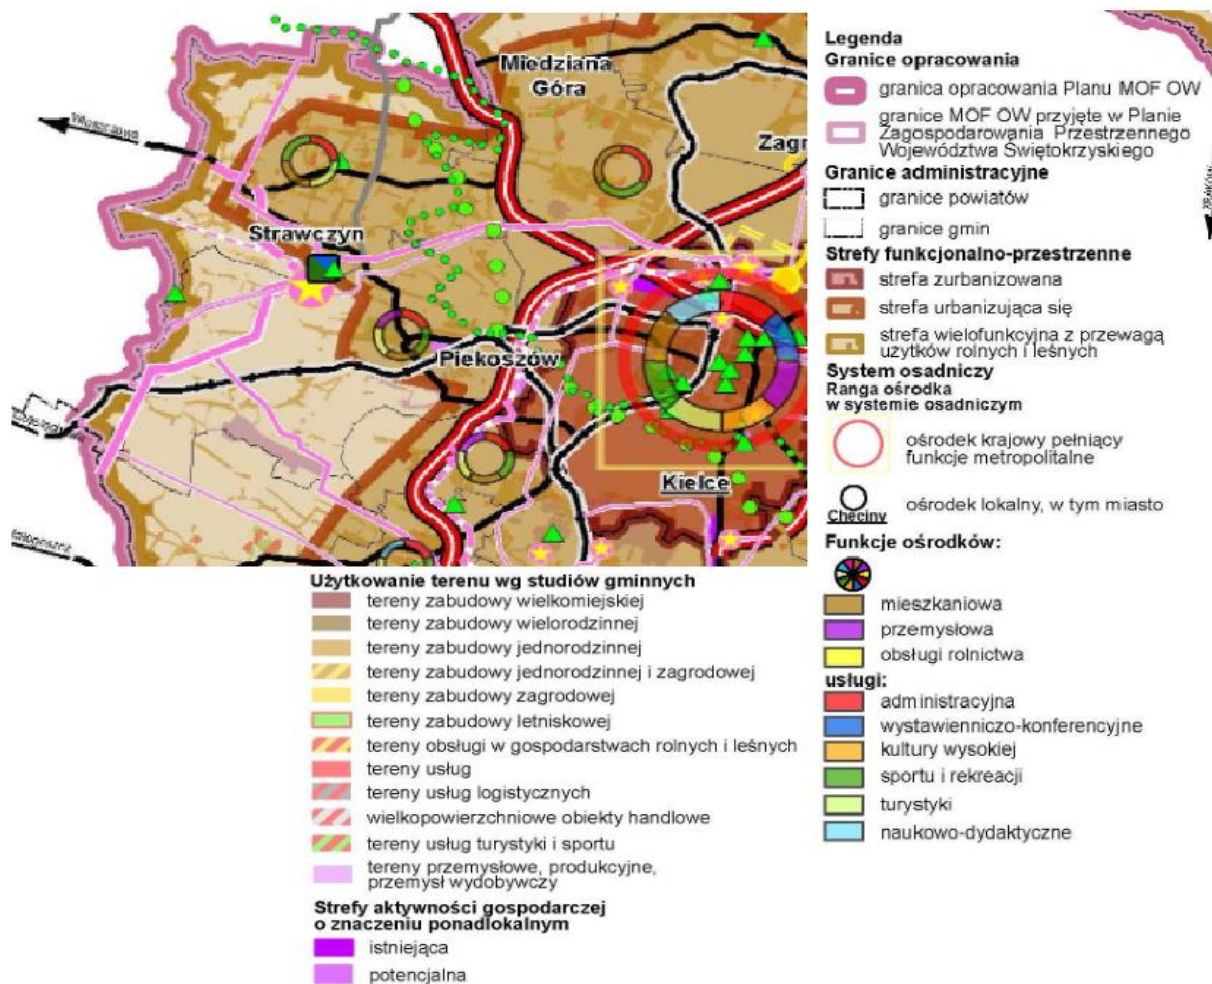 Miedziana
Góra
Zagn
Włoszczowa
Strawczyn
Piekoszów
Kielce
KRAKÓW
Legenda
Granice opracowania
granica opracowania Planu MOF OW
granice MOF OW przyjęte w Planie
Zagospodarowania Przestrzennego
Województwa Świętokrzyskiego
Granice administracyjne
granice powiatów
granice gmin
Strefy funkcjonalno-przestrzenne
strefa zurbanizowana
strefa urbanizująca się
strefa wielofunkcyjna z przewagą
użytków rolnych i leśnych
System osadniczy
Ranga ośrodka
w systemie osadniczym
ośrodek krajowy pełniący
funkcje metropolitalne
ośrodek lokalny, w tym miasto
Chęciny
Funkcje ośrodków:
mieszkaniowa
przemysłowa
obsługi rolnictwa
usługi:
administracyjna
wystawienniczo-konferencyjne
kultury wysokiej
sportu i rekreacji
turystyki
naukowo-dydaktyczne
Użytkowanie terenu wg studiów gminnych
tereny zabudowy wielkomiejskiej
tereny zabudowy wielorodzinnej
tereny zabudowy jednorodzinnej
tereny zabudowy jednorodzinnej i zagrodowej
tereny zabudowy zagrodowej
tereny zabudowy letniskowej
tereny obsługi w gospodarstwach rolnych i leśnych
tereny usług
tereny usług logistycznych
wielkopowierzchniowe obiekty handlowe
tereny usług turystyki i sportu
tereny przemysłowe, produkcyjne,
przemysł wydobywczy
Strefy aktywności gospodarczej
o znaczeniu ponadlokalnym
istniejąca
potencjalna